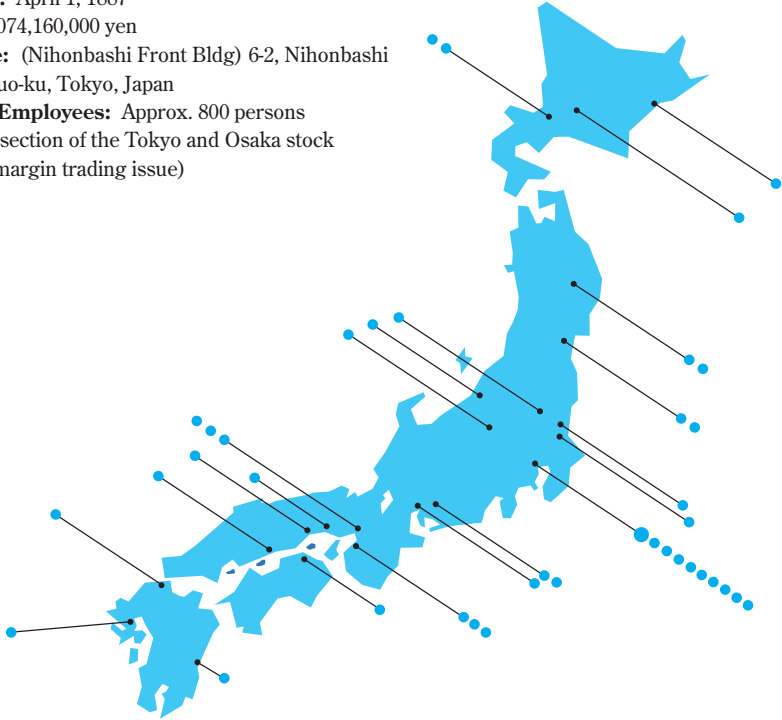 : April 1, 1887
074,160,000 yen
e: (Nihonbashi Front Bldg) 6-2, Nihonbashi
uo-ku, Tokyo, Japan
Employees: Approx. 800 persons
section of the Tokyo and Osaka stock
margin trading issue)